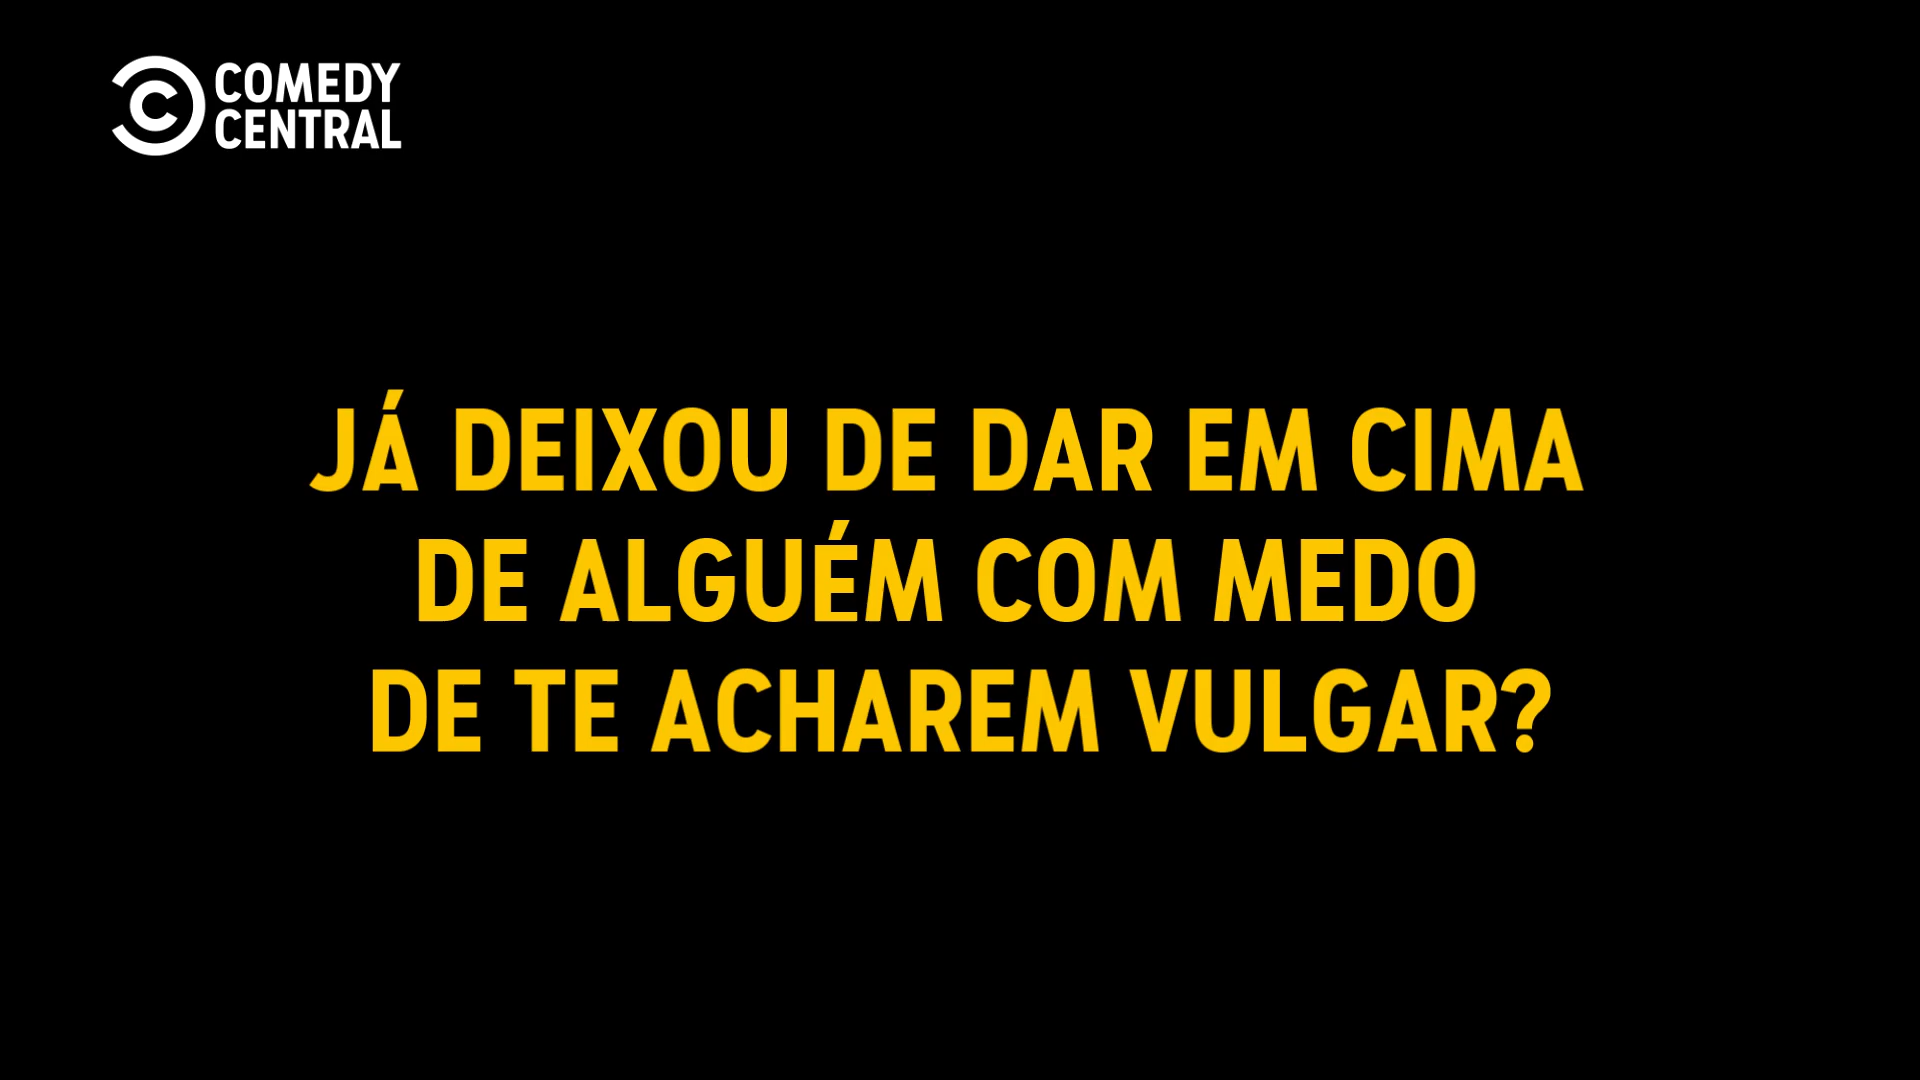 COMEDY
CENTRAL
JÁ DEIXOU DE DAR EM CIMA
DE ALGUÉM COM MEDO
DE TE ACHAREM VULGAR?